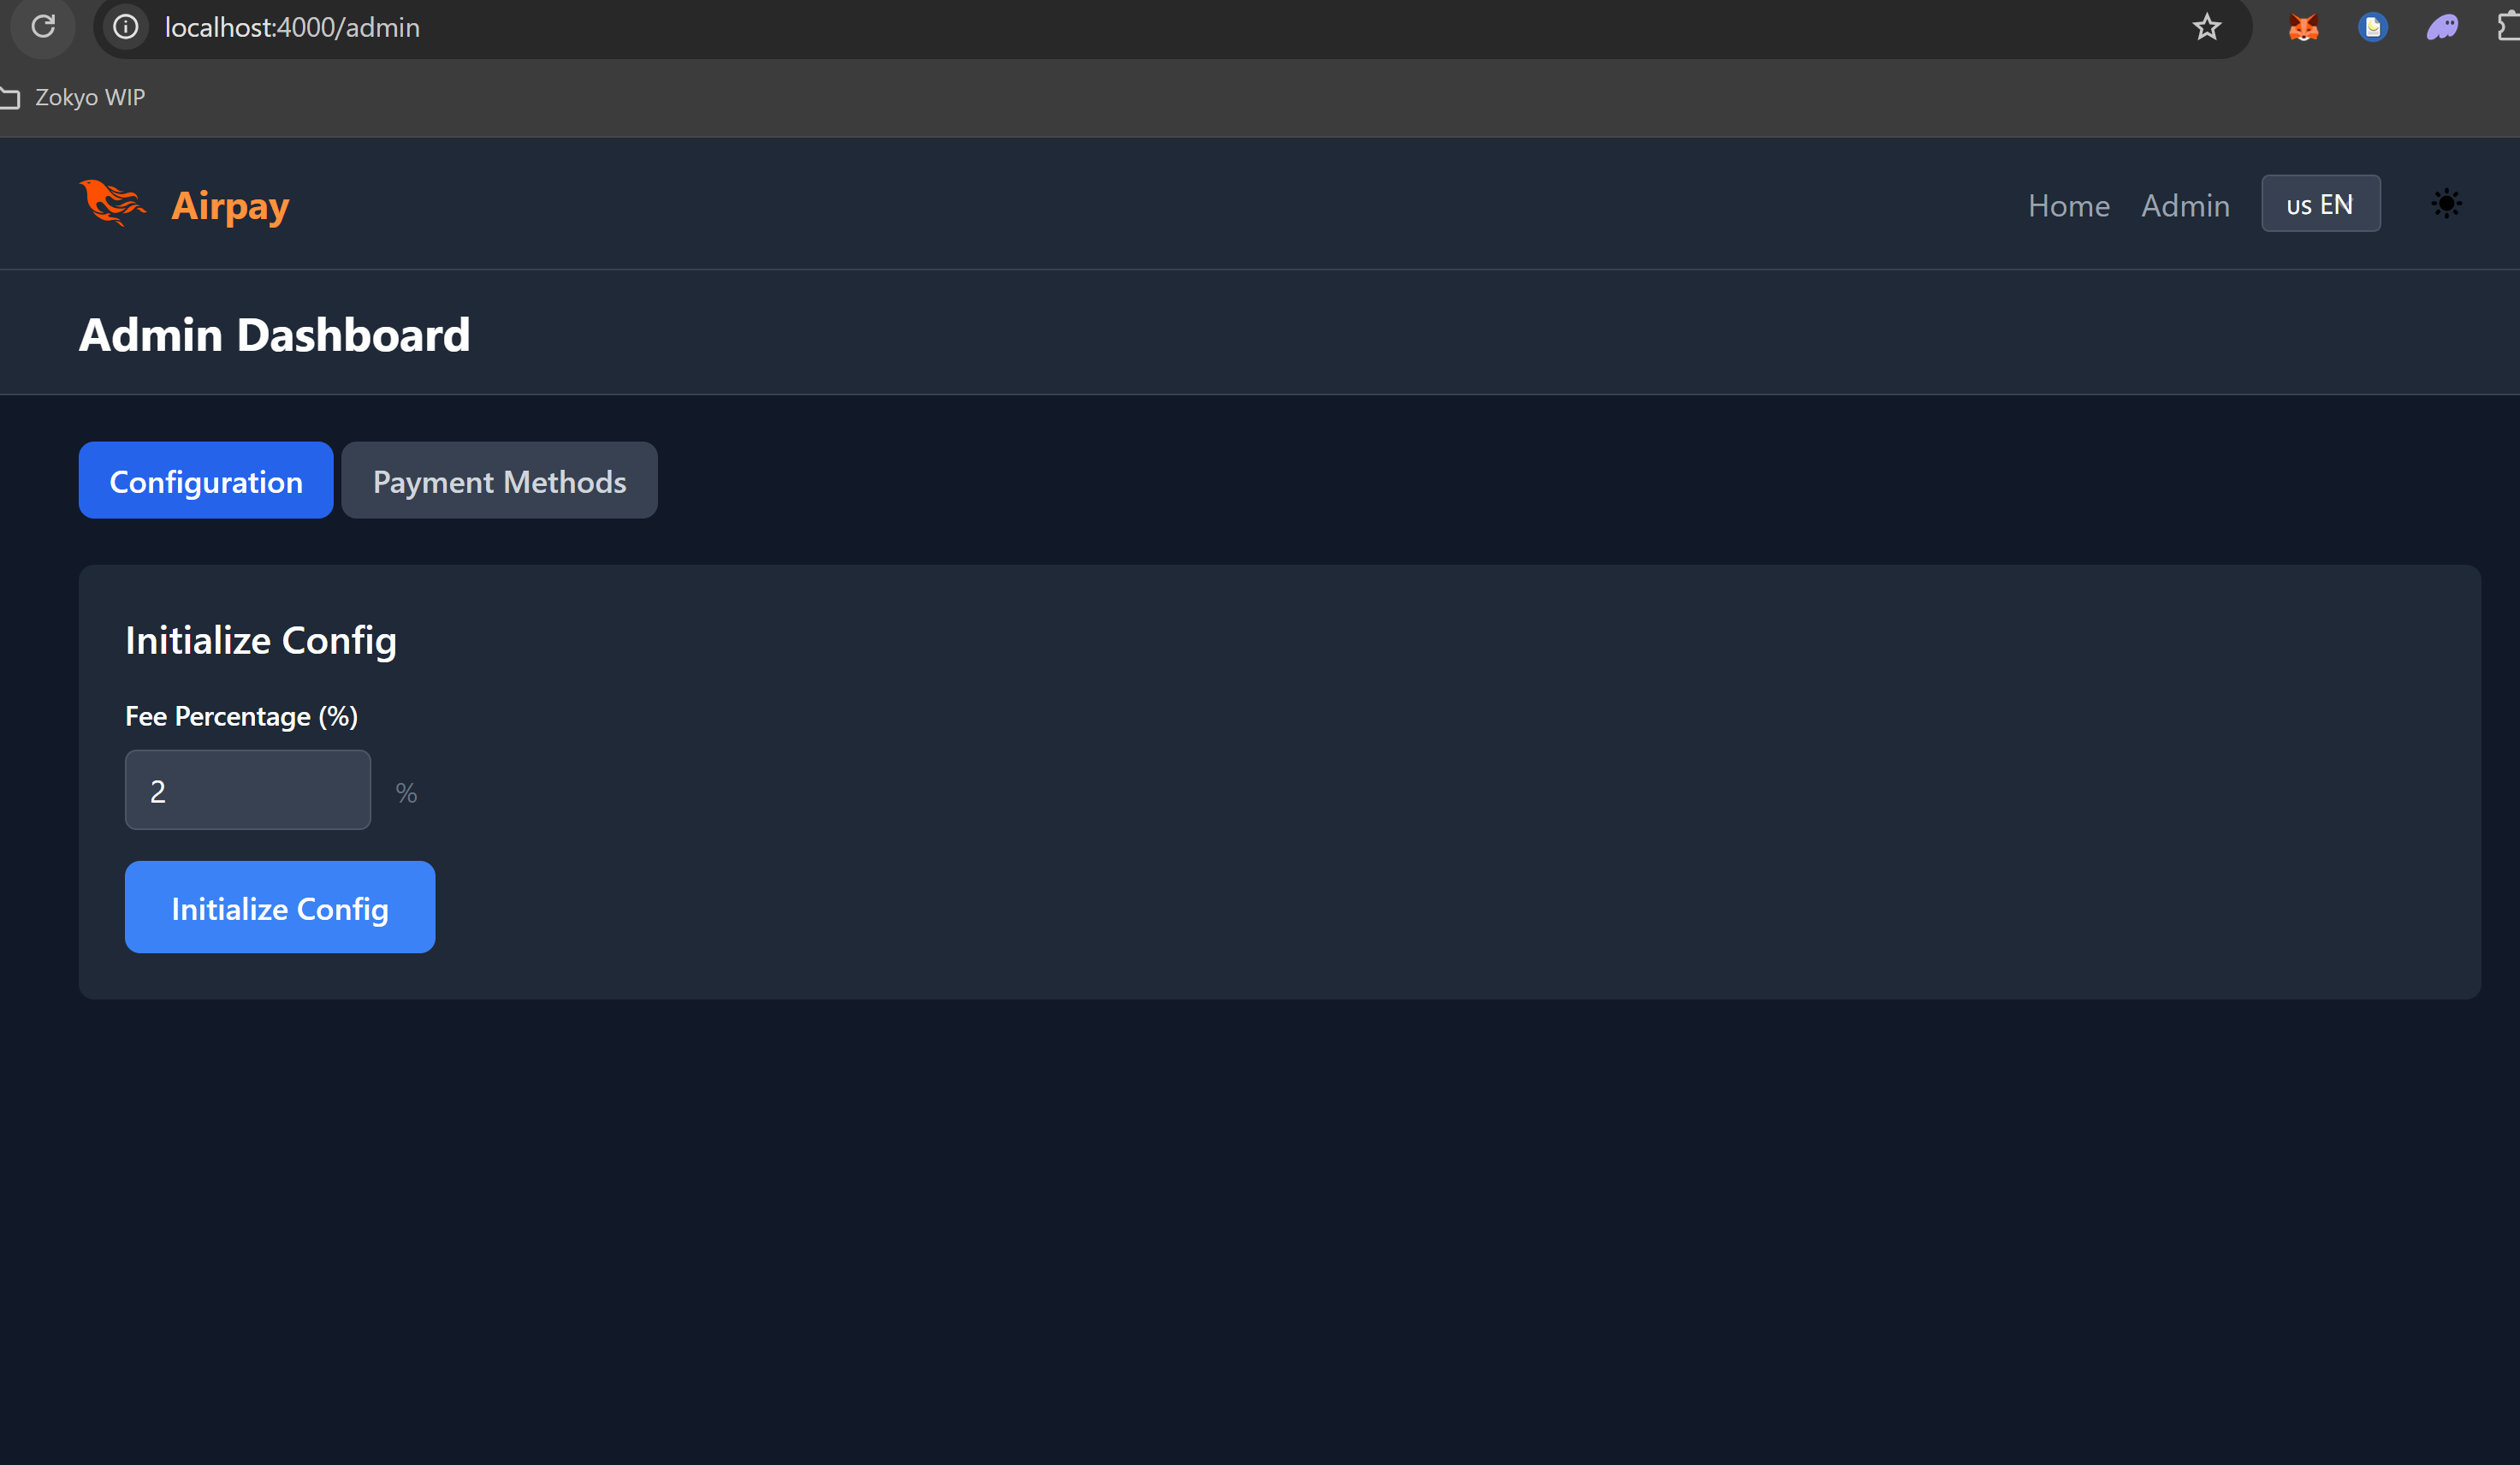 localhost:4000/admin
Zokyo WIP
Airpay
Home
Admin
us EN
Admin Dashboard
Configuration
Payment Methods
Initialize Config
Fee Percentage (%)
2
%
Initialize Config